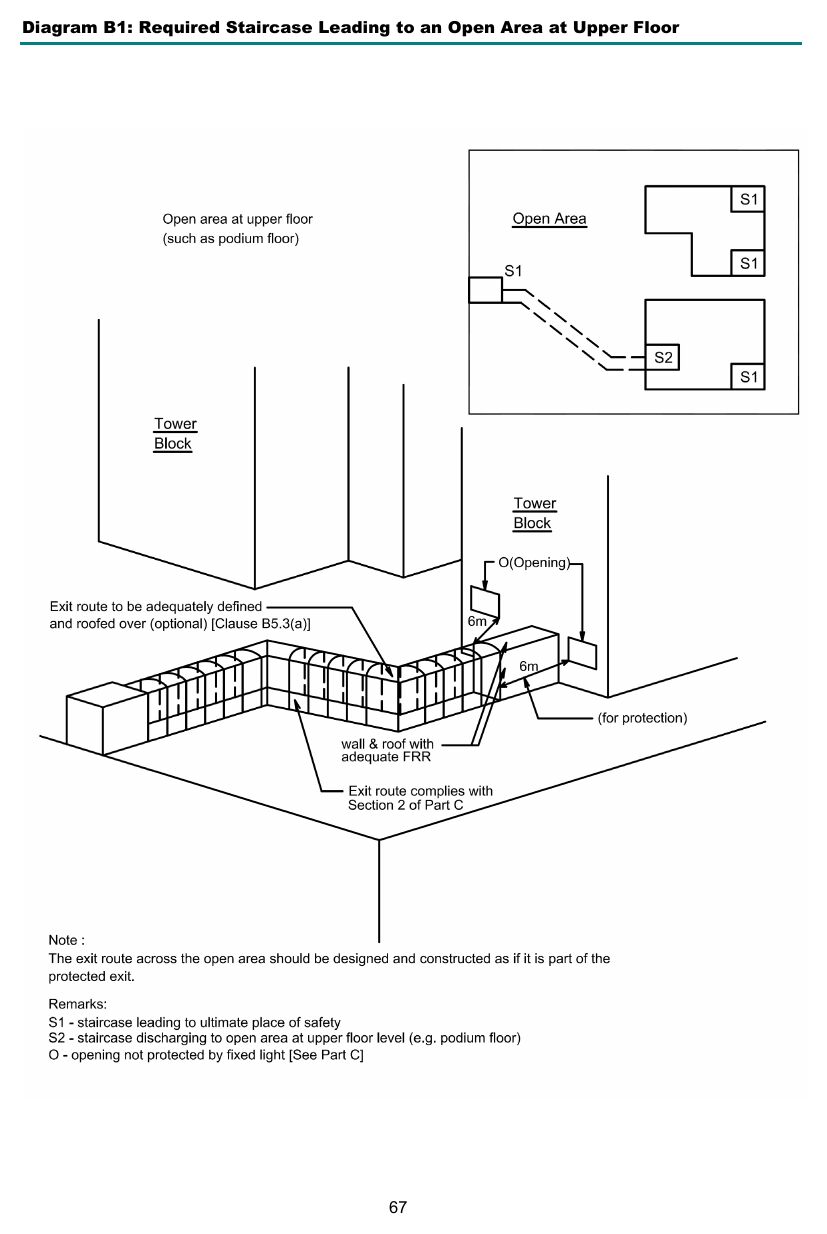 Diagram B1: Required Staircase Leading to an Open Area at Upper Floor
Open area at upper floor
(such as podium floor)
Open Area
S1
S1
S1
S2
S1
Tower
Block
Tower
Block
O(Opening)
Exit route to be adequately defined
and roofed over (optional) [Clause B5.3(a)]
6m
6m
(for protection)
wall & roof with
adequate FRR
Exit route complies with
Section 2 of Part C
Note :
The exit route across the open area should be designed and constructed as if it is part of the
protected exit.
Remarks:
S1 - staircase leading to ultimate place of safety
S2 - staircase discharging to open area at upper floor level (e.g. podium floor)
O - opening not protected by fixed light [See Part C]
67